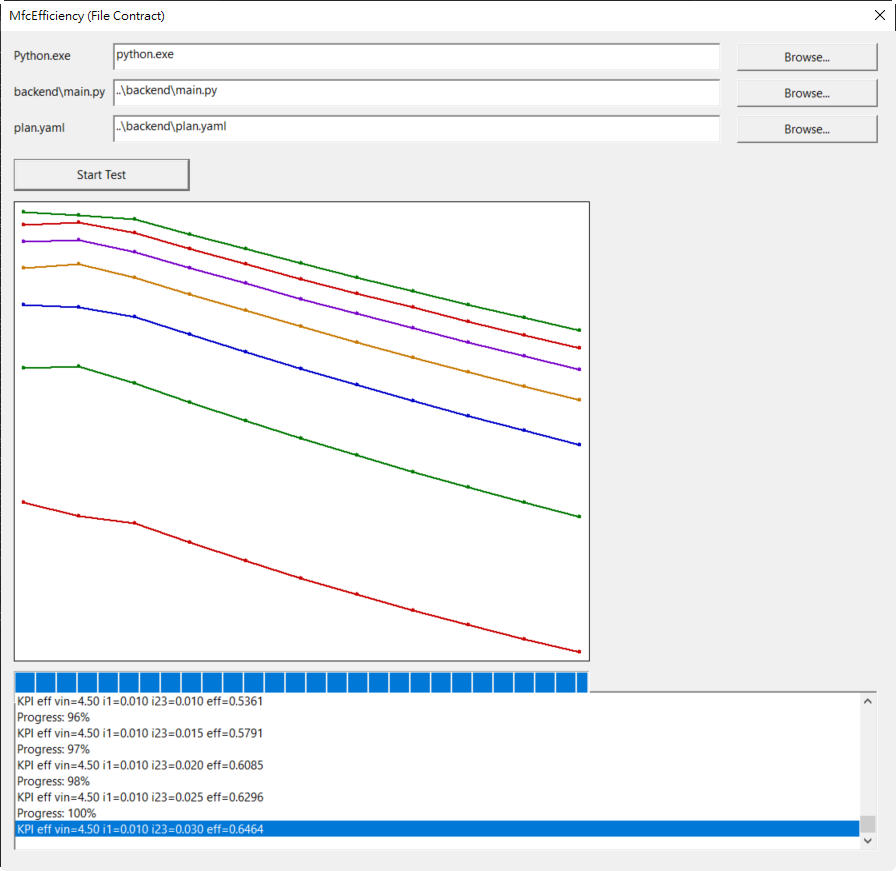 MfcEfficiency (File Contract)
Python.exe
python.exe
Browse...
backend\main.py
..\backend\main.py
Browse...
plan.yaml
..\backend\plan.yaml
Browse...
Start Test
KPI eff vin=4.50 i1=0.010 i23=0.010 eff=0.5361
Progress: 96%
KPI eff vin=4.50 i1=0.010 i23=0.015 eff=0.5791
Progress: 97%
KPI eff vin=4.50 i1=0.010 i23=0.020 eff=0.6085
Progress: 98%
KPI eff vin=4.50 i1=0.010 i23=0.025 eff=0.6296
Progress: 100%
KPI eff vin=4.50 i1=0.010 i23=0.030 eff=0.6464